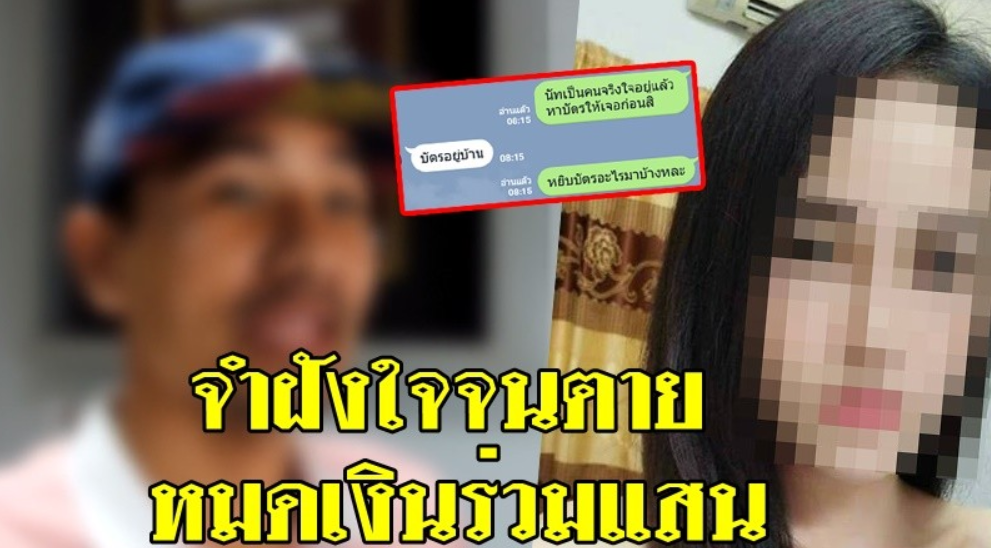 นัทเป็นคนจริงใจอยู่แล้ว
หาบัตรให้เจอก่อนสิ
อ่านแล้ว
08:15
บัตรอยู่บ้าน
08:15
หยิบบัตรอะไรมาบ้างหละ
อ่านแล้ว
08:15
จำฝังใจจนตาย
หมดเงินร่วมแสน